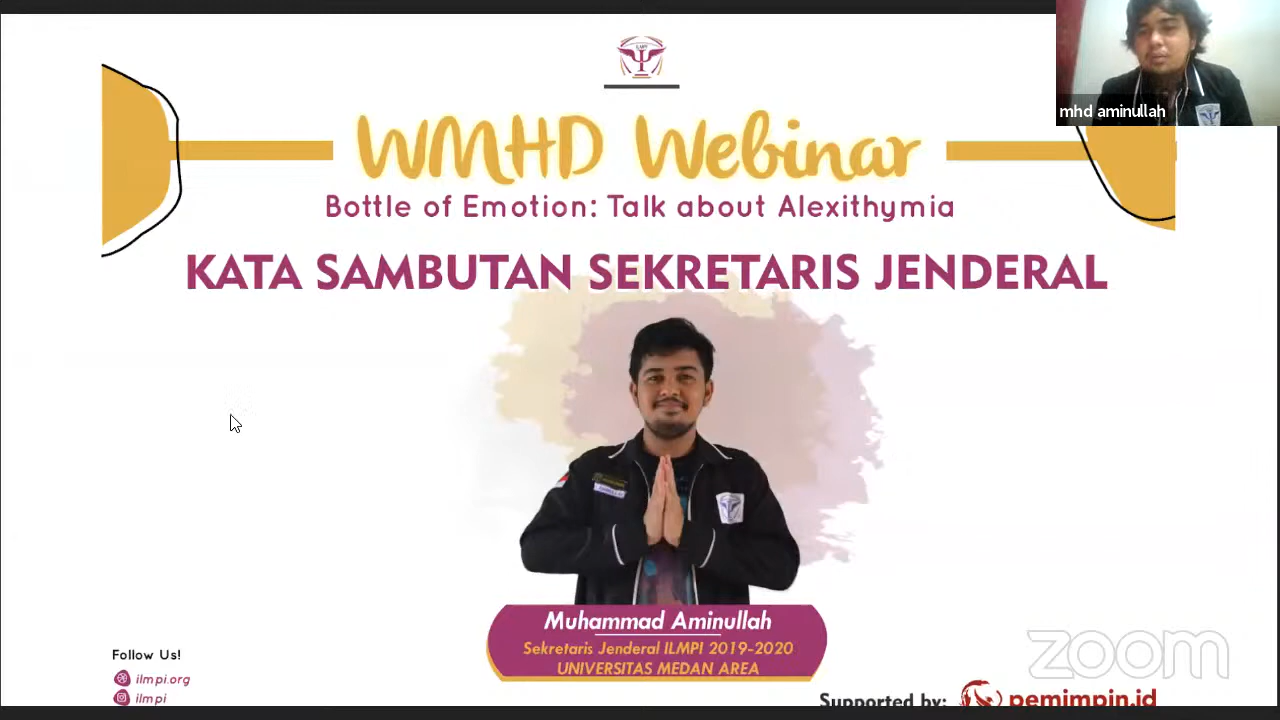 mhd aminullah
WMHD Webinar
Bottle of Emotion: Talk about Alexithymia
KATA SAMBUTAN SEKRETARIS JENDERAL
Muhammad Aminullah
Sekretaris Jenderal ILMPI 2019-2020
UNIVERSITAS MEDAN AREA
Follow Us!
ilmpi.org
ilmpi
zoom
Supported by: pemimpin.id